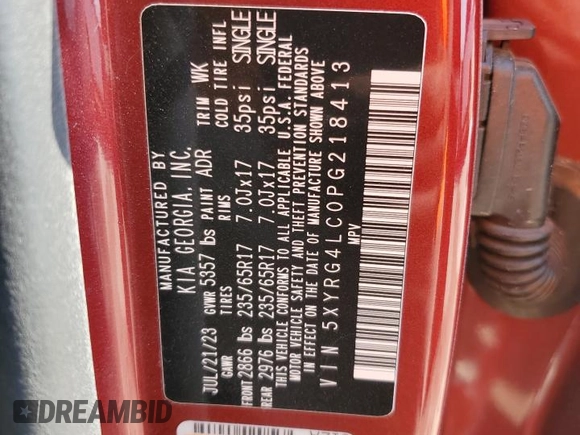 MANUFACTURED BY
KIA GEORGIA, INC.
JUL/21/23 GVWR 5357 lbs PAINT ADR TRIM WK
GAWR TIRES RIMS COLD TIRE INFL
FRONT 2866 lbs 235/65R17 7.0Jx17 35psi SINGLE
REAR 2976 lbs 235/65R17 7.0Jx17 35psi SINGLE
THIS VEHICLE CONFORMS TO ALL APPLICABLE U.S.A. FEDERAL
MOTOR VEHICLE SAFETY AND THEFT PREVENTION STANDARDS
IN EFFECT ON THE DATE OF MANUFACTURE SHOWN ABOVE
VIN 5XYRG4LC0PG218413
MPV
DREAMBID